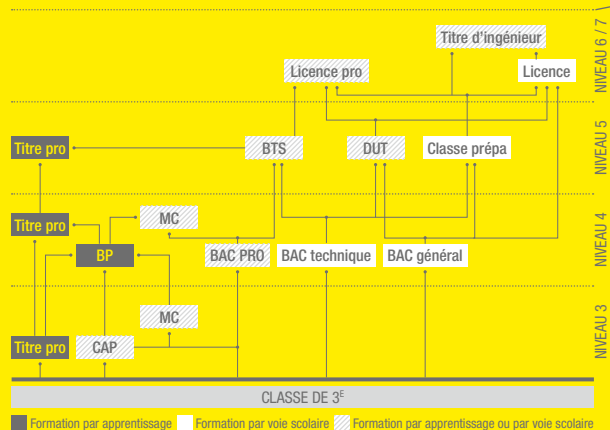 Titre d'ingénieur
Licence pro
Licence
NIVEAU 6 / 7
Titre pro
BTS
DUT
Classe prépa
NIVEAU 5
MC
Titre pro
BP
BAC PRO
BAC technique
BAC général
NIVEAU 4
MC
Titre pro
CAP
NIVEAU 3
CLASSE DE 3E
Formation par apprentissage
Formation par voie scolaire
Formation par apprentissage ou par voie scolaire